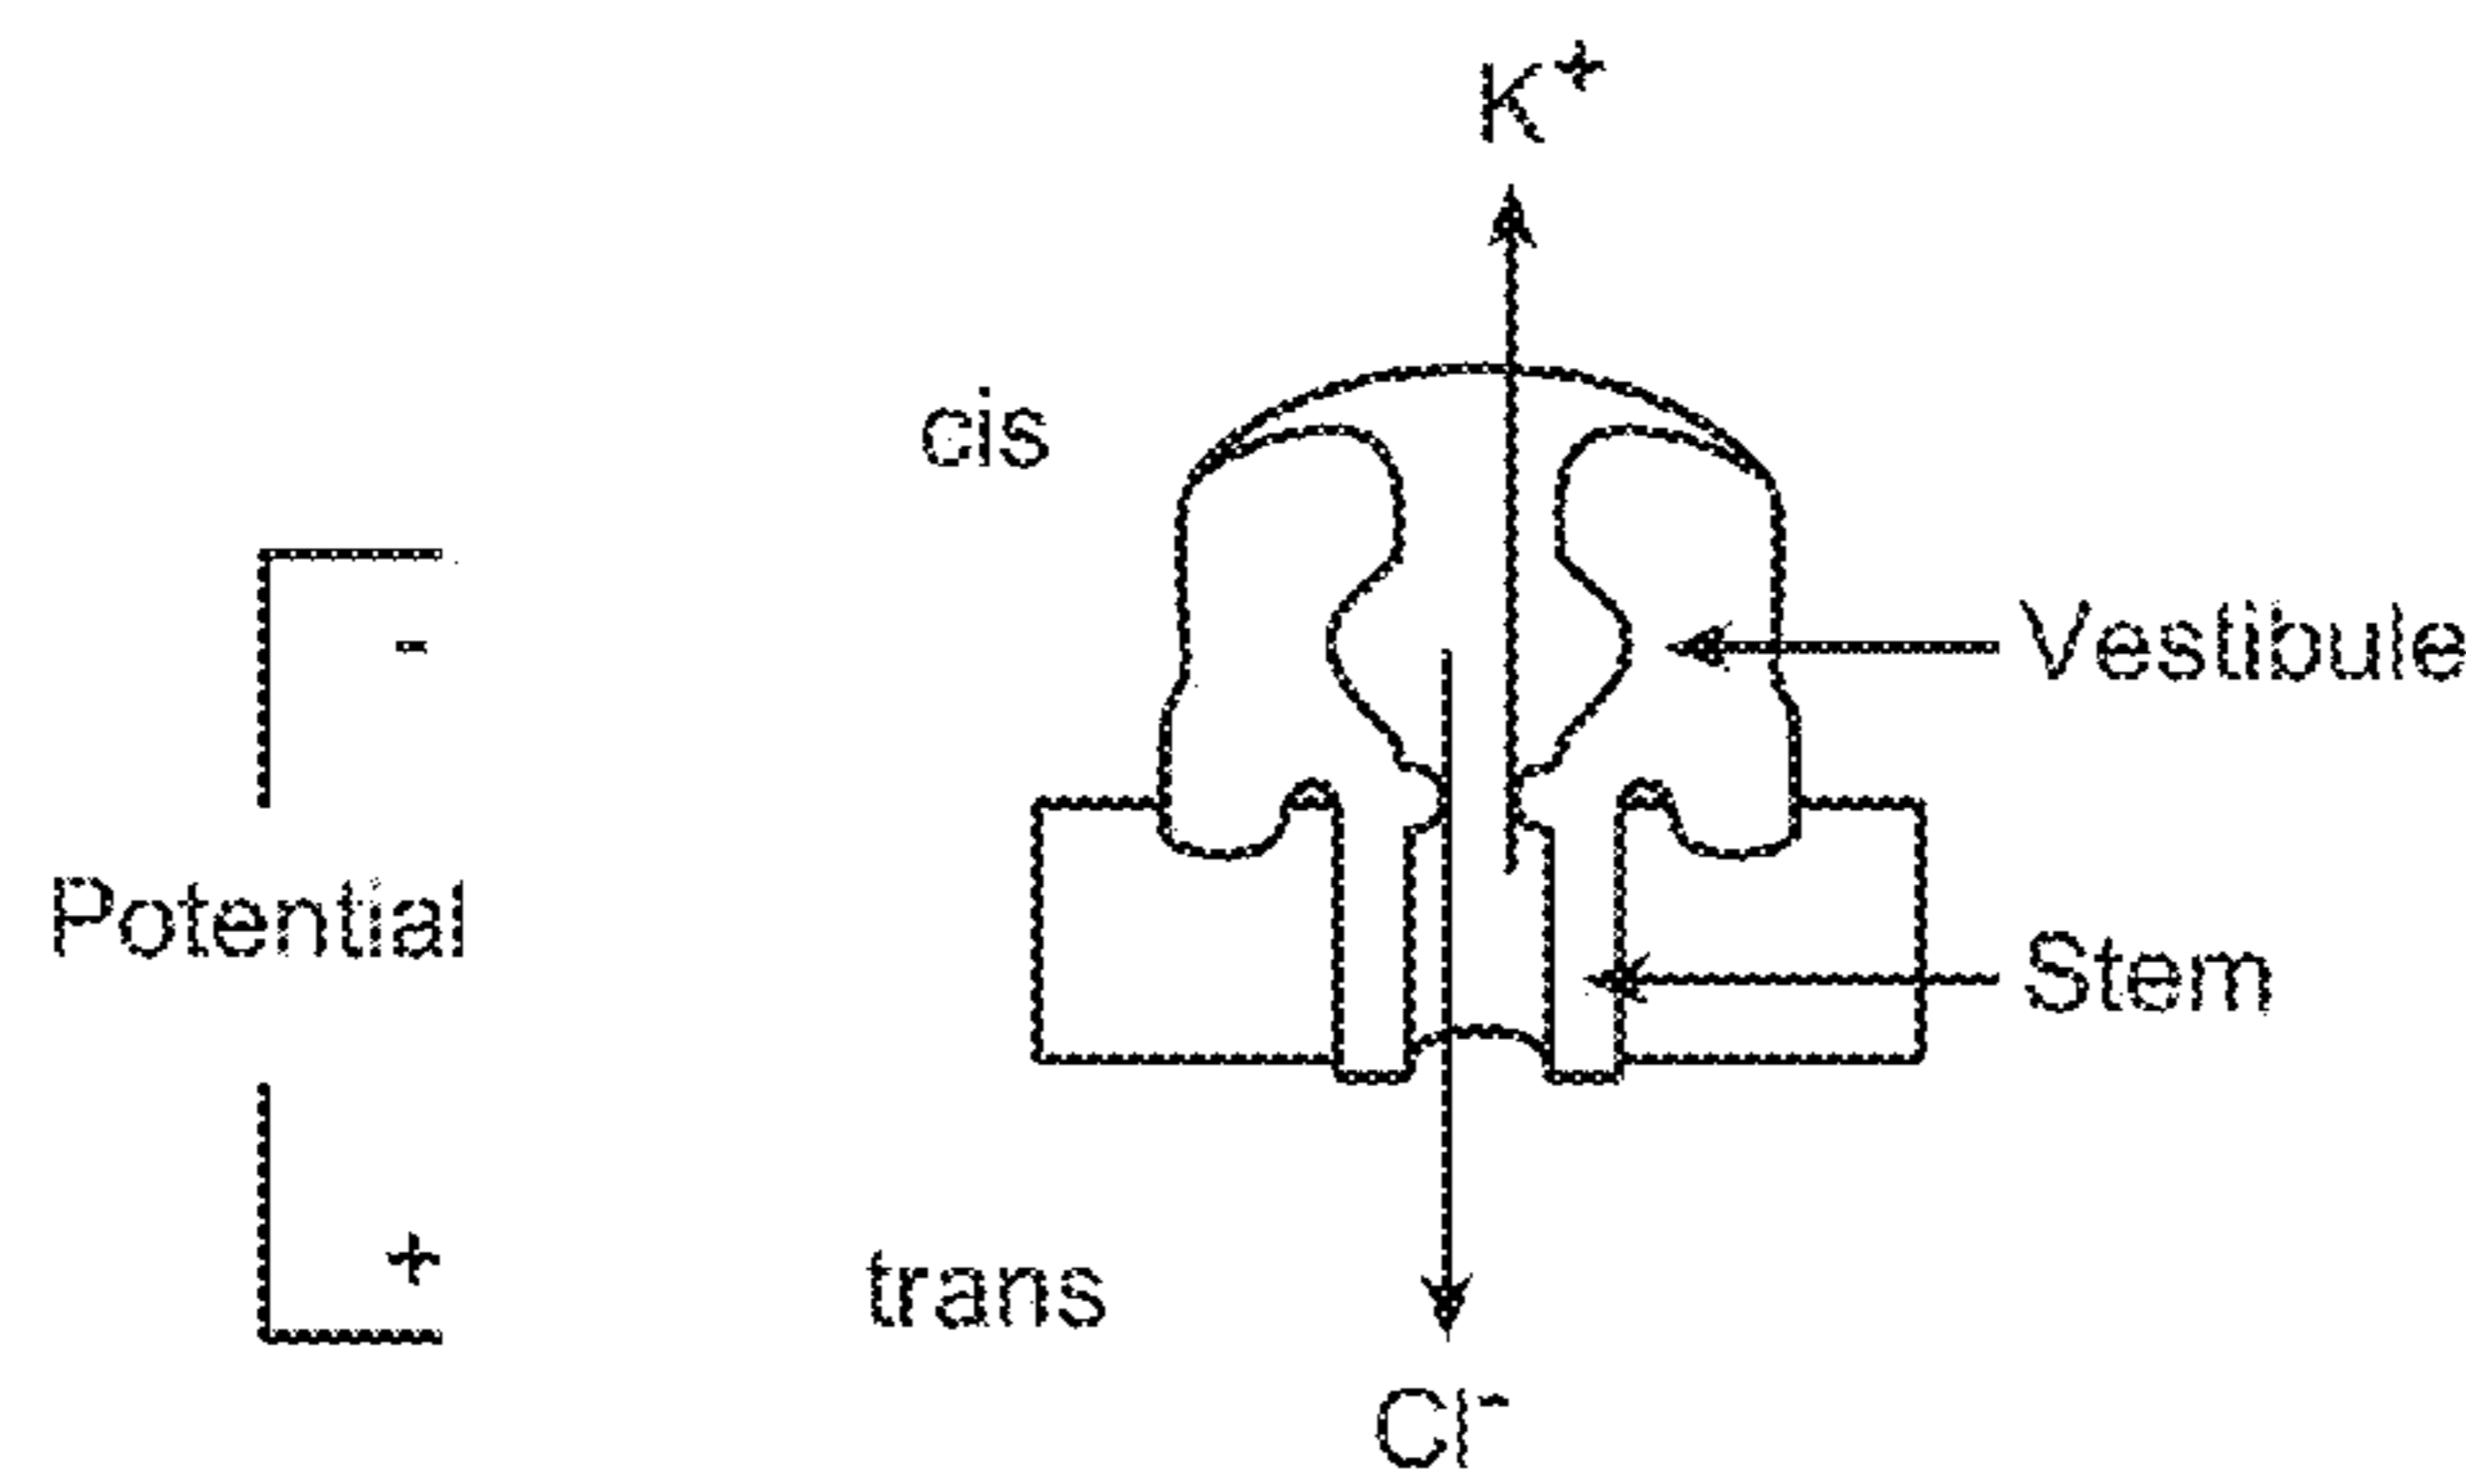 K⁺
cis
-
Vestibule
Potential
Stem
+
trans
Cl⁻